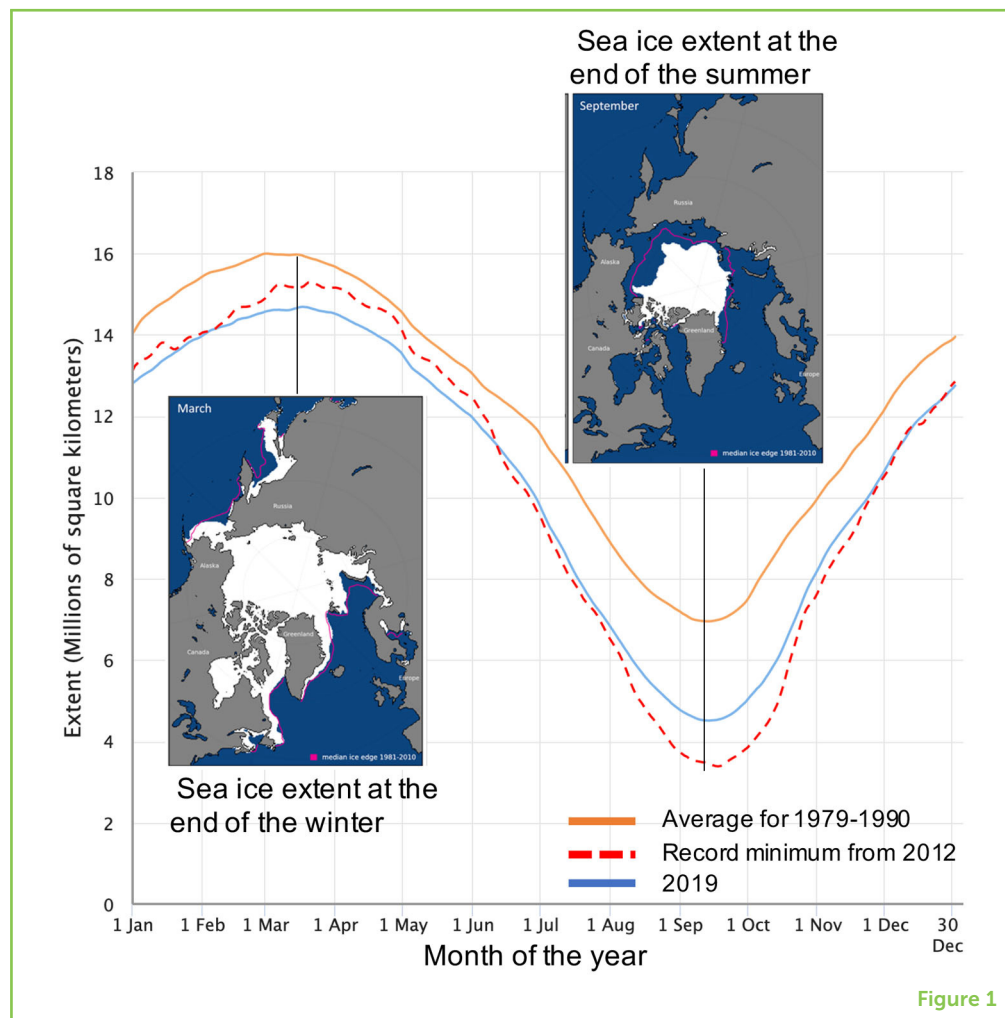 Sea ice extent at the
end of the summer
September
Russia
Alaska
Greenland
Canada
Europe
median ice edge 1981-2010
18
16
14
12
10
8
6
4
2
0
Extent (Millions of square kilometers)
March
Russia
Alaska
Greenland
Canada
Europe
median ice edge 1981-2010
Sea ice extent at the
end of the winter
Average for 1979-1990
Record minimum from 2012
2019
1 Jan 1 Feb 1 Mar 1 Apr 1 May 1 Jun 1 Jul 1 Aug 1 Sep 1 Oct 1 Nov 1 Dec 30
Dec
Month of the year
Figure 1